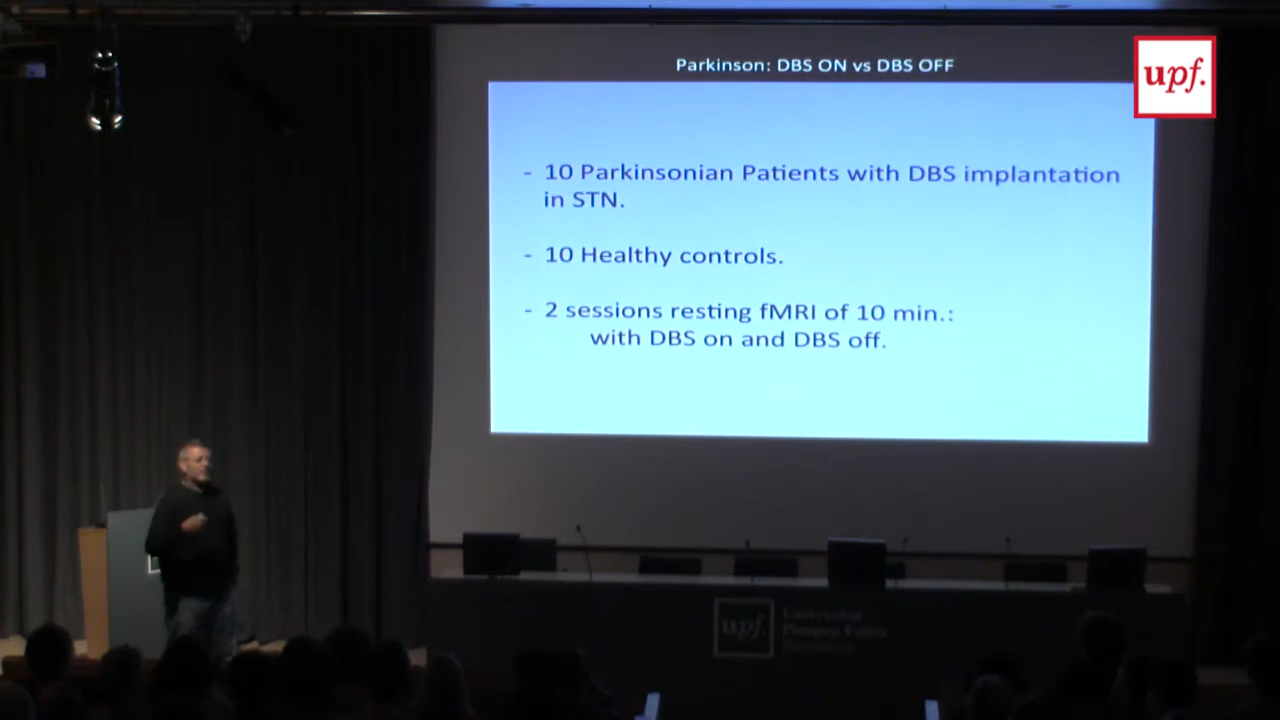 Parkinson: DBS ON vs DBS OFF
upf.
- 10 Parkinsonian Patients with DBS implantation
in STN.
- 10 Healthy controls.
- 2 sessions resting fMRI of 10 min.:
with DBS on and DBS off.
upf.
Universitat
Pompeu Fabra